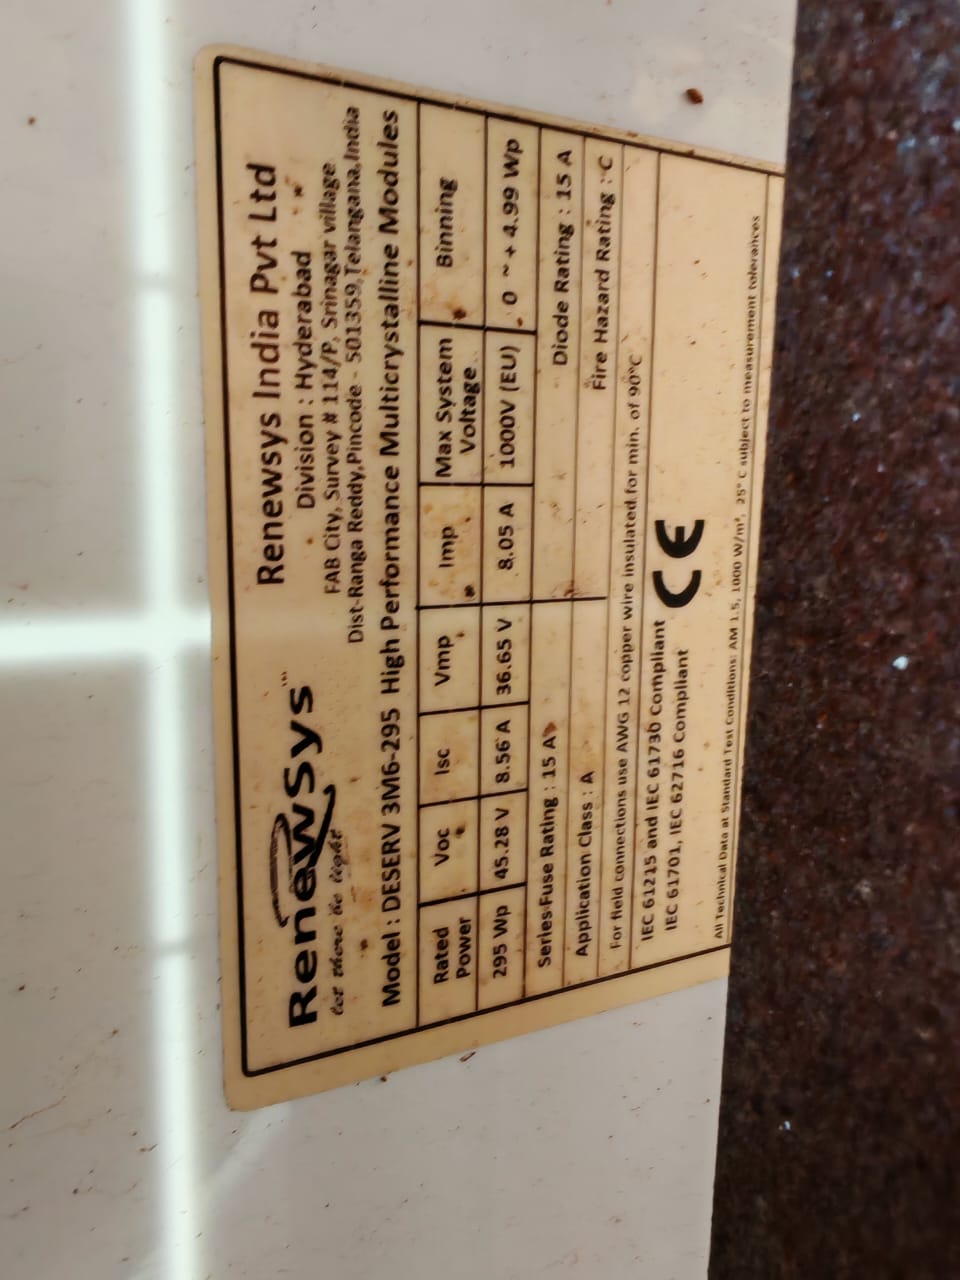 RenewSys™
let there be light
Renewsys India Pvt Ltd
Division : Hyderabad
FAB City, Survey # 114/P, Srinagar village
Dist-Ranga Reddy,Pincode - 501359,Telangana,India
Model : DESERV 3M6-295 High Performance Multicrystalline Modules
Rated Power Voc Isc Vmp Imp Max System Voltage Binning
295 Wp 45.28 V 8.56 A 36.65 V 8.05 A 1000V (EU) 0 ~ + 4.99 Wp
Series Fuse Rating : 15 A Diode Rating : 15 A
Application Class : A Fire Hazard Rating : C
For field connections use AWG 12 copper wire insulated for min. of 90°C
IEC 61215 and IEC 61730 Compliant
IEC 61701, IEC 62716 Compliant
CE
All Technical Data at Standard Test Conditions: AM 1.5, 1000 W/m², 25° C subject to measurement tolerances